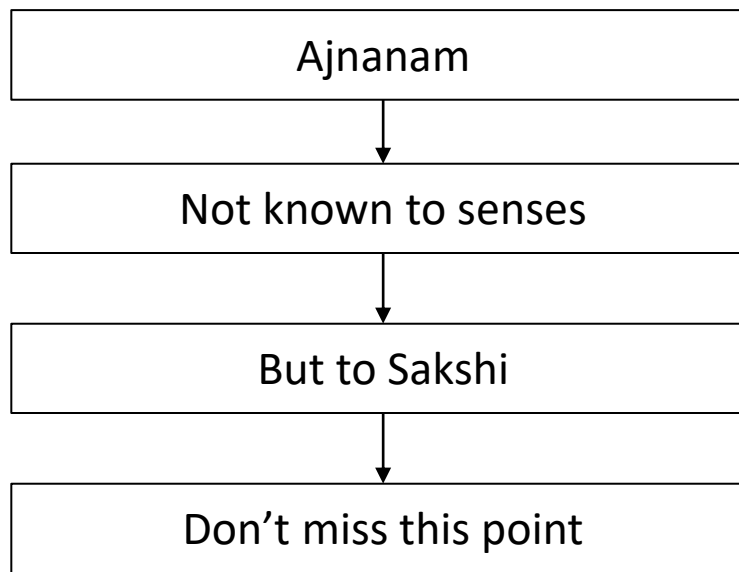 Ajnanam
Not known to senses
But to Sakshi
Don’t miss this point